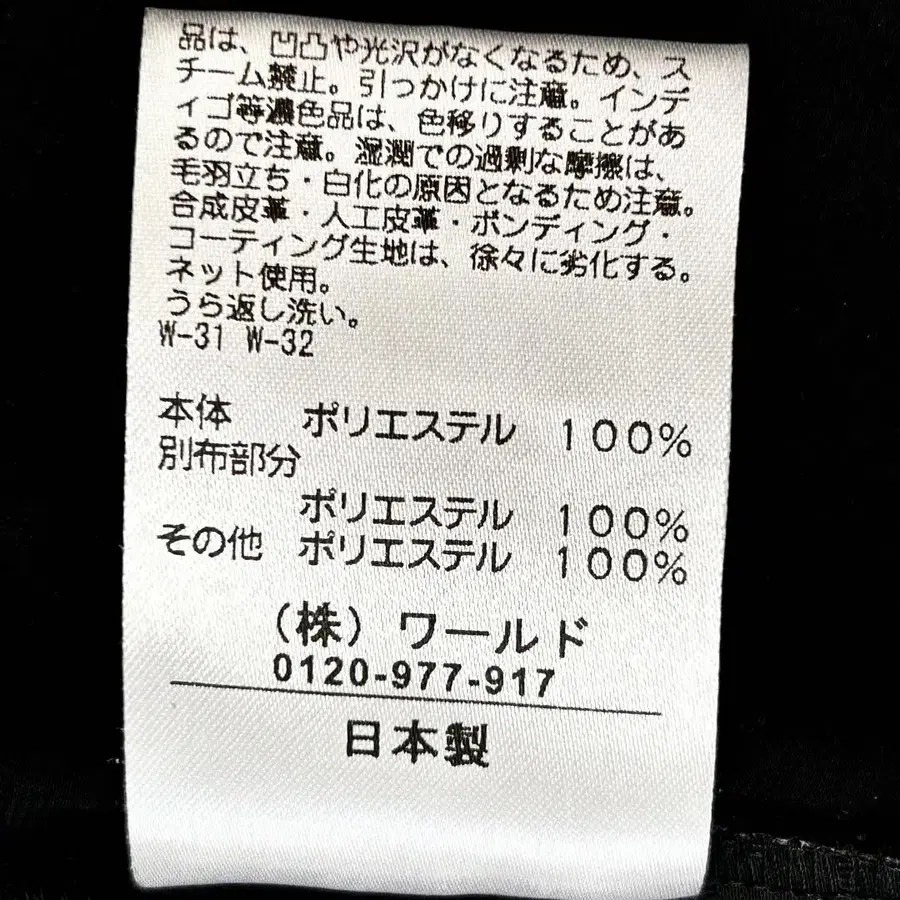 品は、凹凸や光沢がなくなるため、ス
チーム禁止。引っかけに注意。インデ
ィゴ等濃色品は、色移りすることがあ
るので注意。湿潤での過剰な摩擦は、
毛羽立ち・白化の原因となるため注意。
合成皮革・人工皮革・ボンディング・
コーティング生地は、徐々に劣化する。
ネット使用。
うら返し洗い。
W-31 W-32
本体 ポリエステル 100%
別布部分
ポリエステル 100%
その他 ポリエステル 100%
(株) ワールド
0120-977-917
日本製